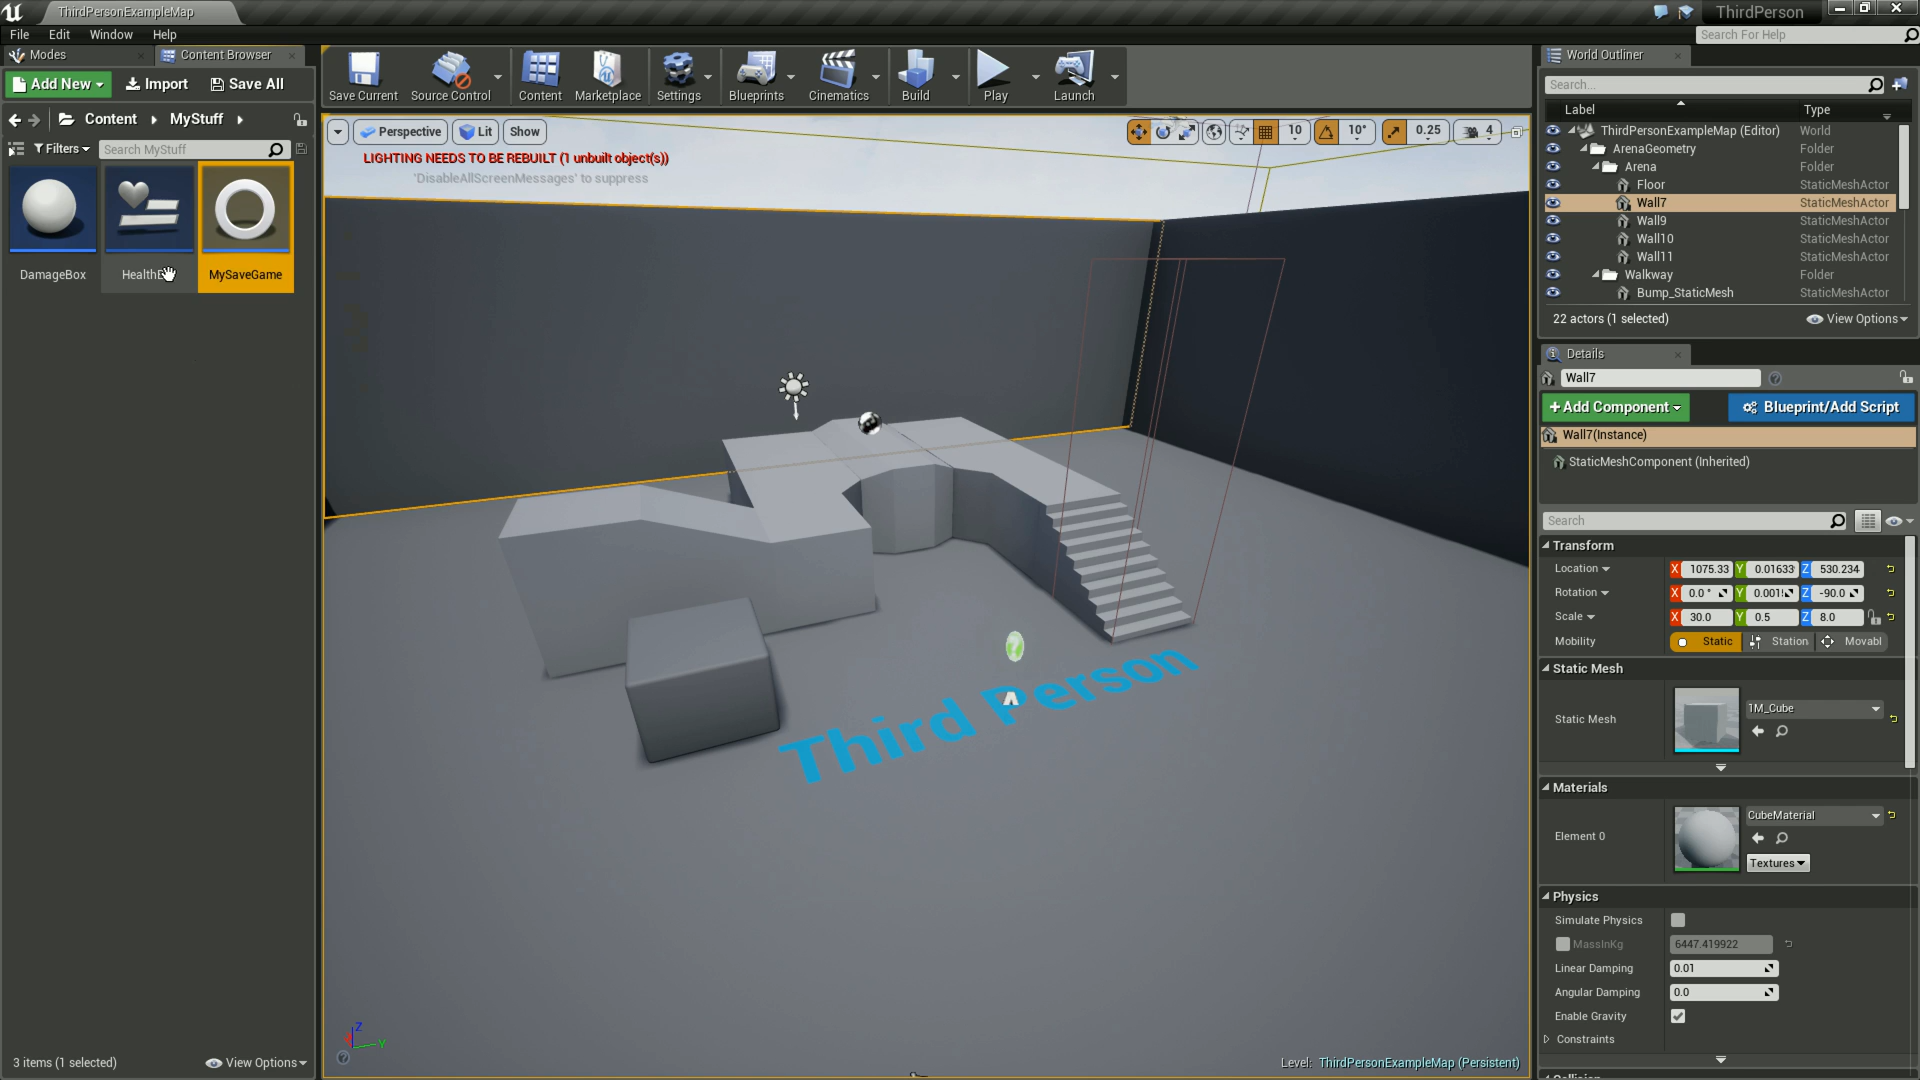 ThirdPersonExampleMap
ThirdPerson
File Edit Window Help
Search For Help
Modes
Content Browser
World Outliner
Add New
Import
Save All
Save Current
Source Control
Content
Marketplace
Settings
Blueprints
Cinematics
Build
Play
Launch
Search...
Content MyStuff
Label Type
Filters
Search MyStuff
Perspective
Lit
Show
10
10°
0.25
4
LIGHTING NEEDS TO BE REBUILT (1 unbuilt object(s))
'DisableAllScreenMessages' to suppress
ThirdPersonExampleMap (Editor) World
ArenaGeometry Folder
Arena Folder
Floor StaticMeshActor
Wall7 StaticMeshActor
Wall9 StaticMeshActor
Wall10 StaticMeshActor
Wall11 StaticMeshActor
Walkway Folder
Bump_StaticMesh StaticMeshActor
DamageBox
MySaveGame
22 actors (1 selected)
View Options
Details
Wall7
+Add Component
Blueprint/Add Script
Wall7(Instance)
StaticMeshComponent (Inherited)
Search
Transform
Location X 1075.33 Y 0.01633 Z 530.234
Rotation X 0.0 ° Y Z -90.0
Scale X 30.0 Y 0.5 Z 8.0
Mobility Static Station Movabl
Static Mesh
Static Mesh
1M_Cube
Third Person
Materials
Element 0
CubeMaterial
Textures
Physics
Simulate Physics
MassInKg 6447.419922
Linear Damping 0.01
Angular Damping 0.0
Enable Gravity
Constraints
Z
Y
3 items (1 selected)
View Options
Level: ThirdPersonExampleMap (Persistent)